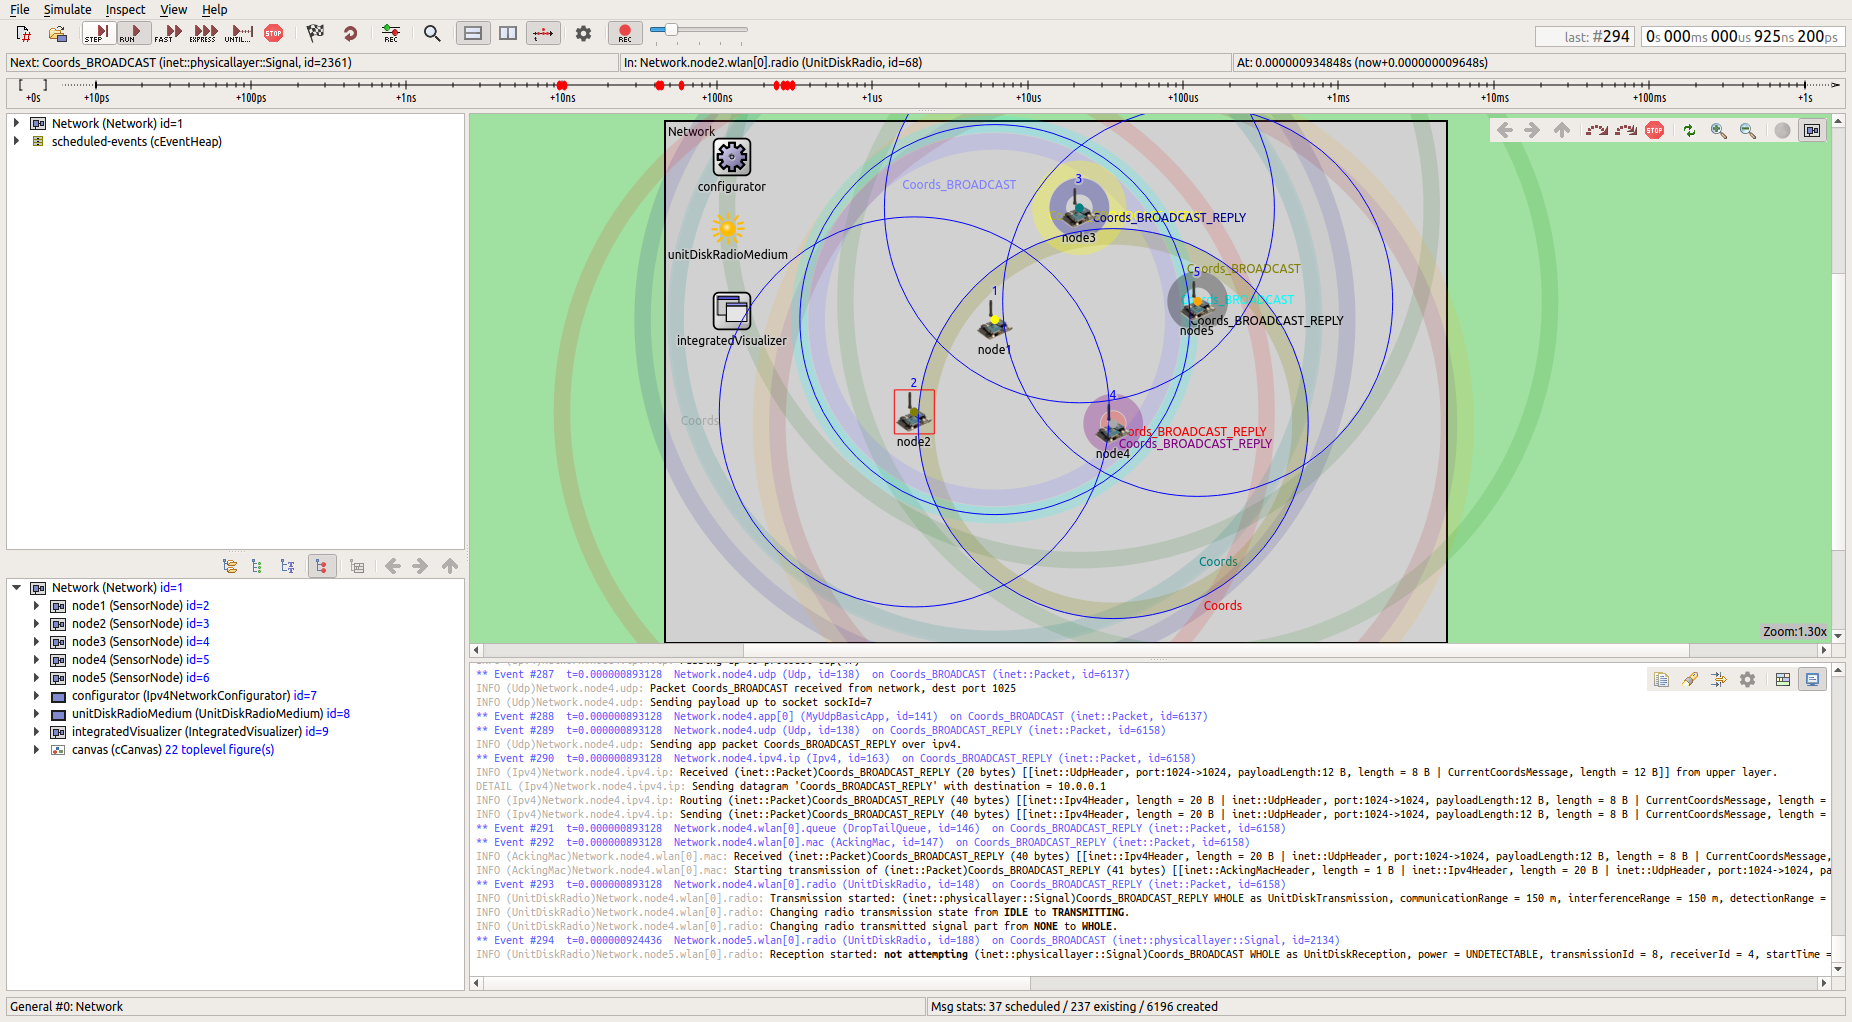 File Simulate Inspect View Help
STEP RUN FAST EXPRESS UNTIL... STOP REC REC last: #294 0s 000ms 000us 925ns 200ps
Next: Coords_BROADCAST (inet::physicallayer::Signal, id=2361) In: Network.node2.wlan[0].radio (UnitDiskRadio, id=68) At: 0.000000934848s (now+0.000000009648s)
[ ]
+0s +10ps +100ps +1ns +10ns +100ns +1us +10us +100us +1ms +10ms +100ms +1s
Network (Network) id=1
scheduled-events (cEventHeap)
Network (Network) id=1
node1 (SensorNode) id=2
node2 (SensorNode) id=3
node3 (SensorNode) id=4
node4 (SensorNode) id=5
node5 (SensorNode) id=6
configurator (Ipv4NetworkConfigurator) id=7
unitDiskRadioMedium (UnitDiskRadioMedium) id=8
integratedVisualizer (IntegratedVisualizer) id=9
canvas (cCanvas) 22 toplevel figure(s)
Network
STOP
configurator
Coords_BROADCAST
3
Coords_BROADCAST_REPLY
node3
unitDiskRadioMedium
Coords_BROADCAST
5
1
Coords_BROADCAST_REPLY
node5
integratedVisualizer
node1
2
4
Coords
node2
ords_BROADCAST_REPLY
Coords_BROADCAST_REPLY
node4
Coords
Coords
Zoom:1.30x
** Event #287 t=0.000000893128 Network.node4.udp (Udp, id=138) on Coords_BROADCAST (inet::Packet, id=6137)
INFO (Udp)Network.node4.udp: Packet Coords_BROADCAST received from network, dest port 1025
INFO (Udp)Network.node4.udp: Sending payload up to socket sockId=7
** Event #288 t=0.000000893128 Network.node4.app[0] (MyUdpBasicApp, id=141) on Coords_BROADCAST (inet::Packet, id=6137)
** Event #289 t=0.000000893128 Network.node4.udp (Udp, id=138) on Coords_BROADCAST_REPLY (inet::Packet, id=6158)
INFO (Udp)Network.node4.udp: Sending app packet Coords_BROADCAST_REPLY over ipv4.
** Event #290 t=0.000000893128 Network.node4.ipv4.ip (Ipv4, id=163) on Coords_BROADCAST_REPLY (inet::Packet, id=6158)
INFO (Ipv4)Network.node4.ipv4.ip: Received (inet::Packet)Coords_BROADCAST_REPLY (20 bytes) [[inet::UdpHeader, port:1024->1024, payloadLength:12 B, length = 8 B | CurrentCoordsMessage, length = 12 B]] from upper layer.
DETAIL (Ipv4)Network.node4.ipv4.ip: Sending datagram 'Coords_BROADCAST_REPLY' with destination = 10.0.0.1
INFO (Ipv4)Network.node4.ipv4.ip: Routing (inet::Packet)Coords_BROADCAST_REPLY (40 bytes) [[inet::Ipv4Header, length = 20 B | inet::UdpHeader, port:1024->1024, payloadLength:12 B, length = 8 B | CurrentCoordsMessage, length =
INFO (Ipv4)Network.node4.ipv4.ip: Sending (inet::Packet)Coords_BROADCAST_REPLY (40 bytes) [[inet::Ipv4Header, length = 20 B | inet::UdpHeader, port:1024->1024, payloadLength:12 B, length = 8 B | CurrentCoordsMessage, length =
** Event #291 t=0.000000893128 Network.node4.wlan[0].queue (DropTailQueue, id=146) on Coords_BROADCAST_REPLY (inet::Packet, id=6158)
** Event #292 t=0.000000893128 Network.node4.wlan[0].mac (AckingMac, id=147) on Coords_BROADCAST_REPLY (inet::Packet, id=6158)
INFO (AckingMac)Network.node4.wlan[0].mac: Received (inet::Packet)Coords_BROADCAST_REPLY (40 bytes) [[inet::Ipv4Header, length = 20 B | inet::UdpHeader, port:1024->1024, payloadLength:12 B, length = 8 B | CurrentCoordsMessage,
INFO (AckingMac)Network.node4.wlan[0].mac: Starting transmission of (inet::Packet)Coords_BROADCAST_REPLY (41 bytes) [[inet::AckingMacHeader, length = 1 B | inet::Ipv4Header, length = 20 B | inet::UdpHeader, port:1024->1024, pa
** Event #293 t=0.000000893128 Network.node4.wlan[0].radio (UnitDiskRadio, id=148) on Coords_BROADCAST_REPLY (inet::Packet, id=6158)
INFO (UnitDiskRadio)Network.node4.wlan[0].radio: Transmission started: (inet::physicallayer::Signal)Coords_BROADCAST_REPLY WHOLE as UnitDiskTransmission, communicationRange = 150 m, interferenceRange = 150 m, detectionRange =
INFO (UnitDiskRadio)Network.node4.wlan[0].radio: Changing radio transmission state from IDLE to TRANSMITTING.
INFO (UnitDiskRadio)Network.node4.wlan[0].radio: Changing radio transmitted signal part from NONE to WHOLE.
** Event #294 t=0.000000924436 Network.node5.wlan[0].radio (UnitDiskRadio, id=188) on Coords_BROADCAST (inet::physicallayer::Signal, id=2134)
INFO (UnitDiskRadio)Network.node5.wlan[0].radio: Reception started: not attempting (inet::physicallayer::Signal)Coords_BROADCAST WHOLE as UnitDiskReception, power = UNDETECTABLE, transmissionId = 8, receiverId = 4, startTime =
General #0: Network Msg stats: 37 scheduled / 237 existing / 6196 created